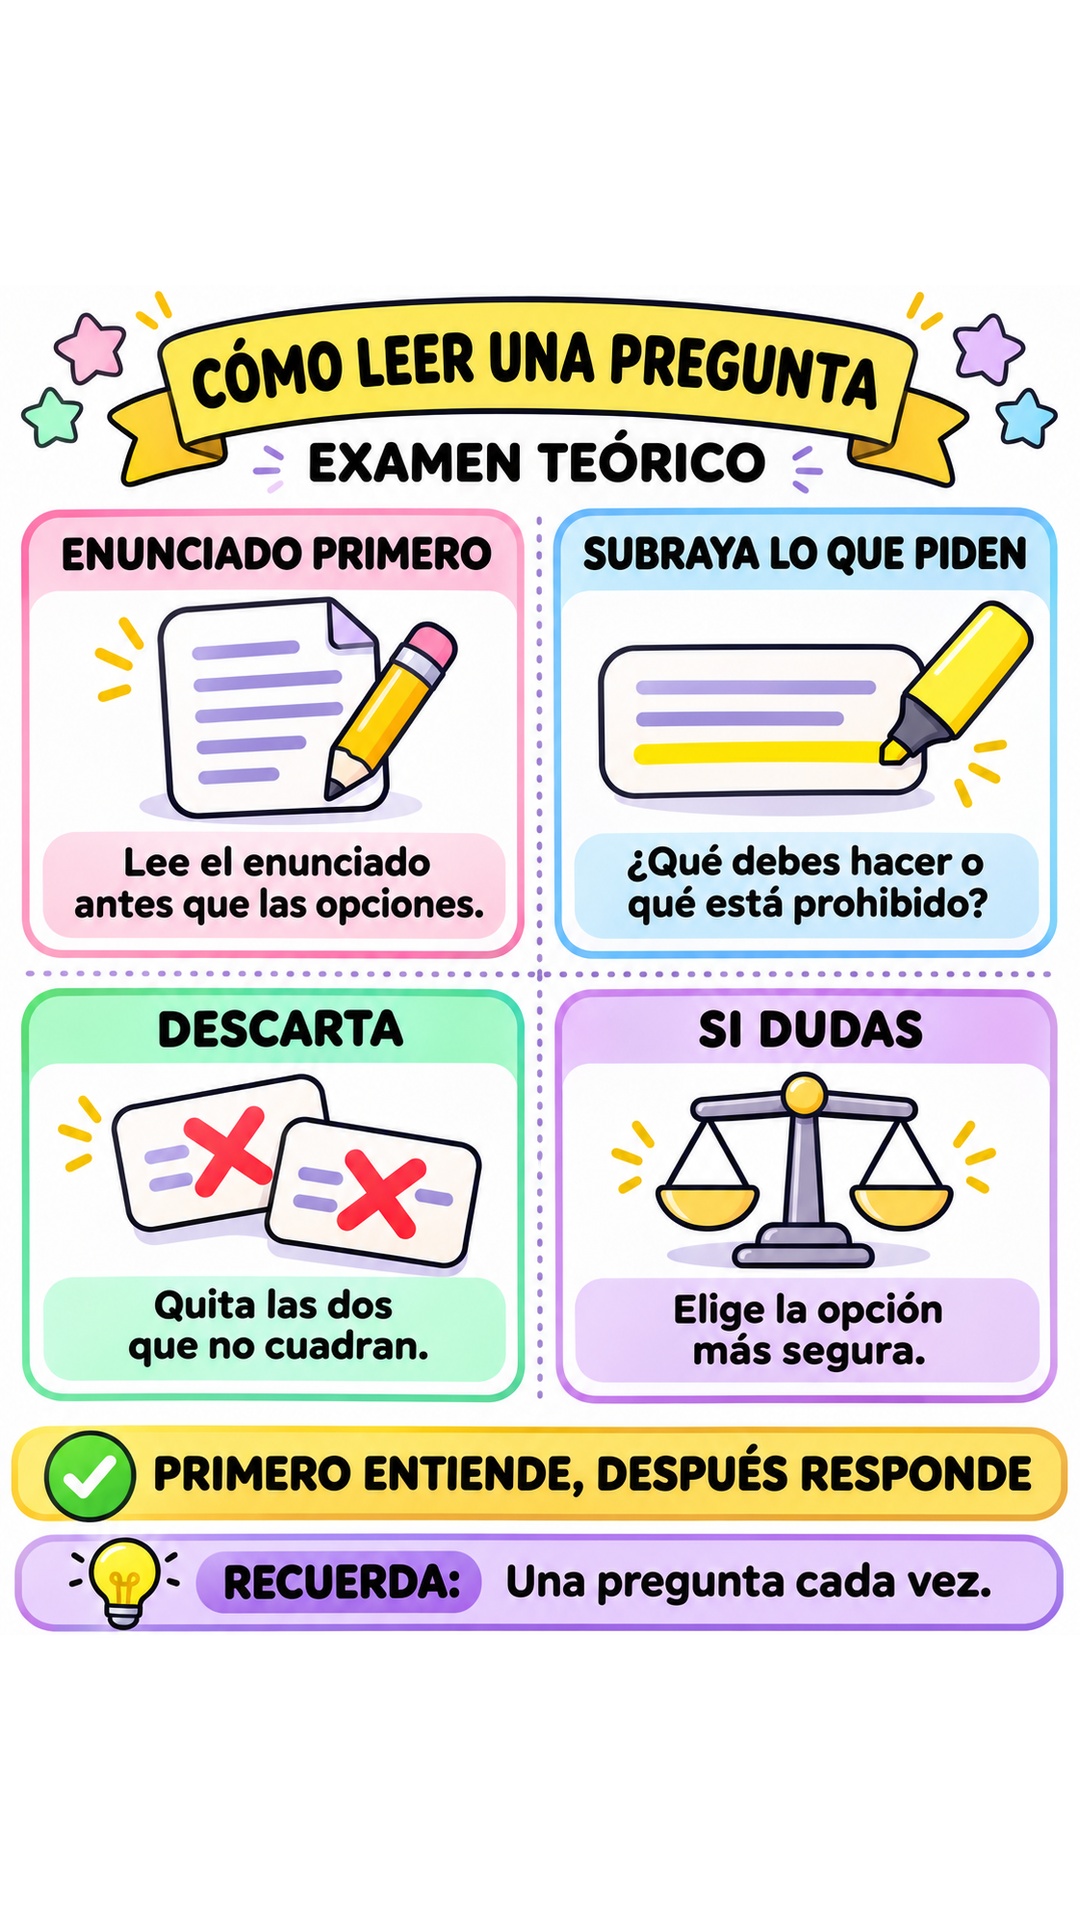 CÓMO LEER UNA PREGUNTA
EXAMEN TEÓRICO
ENUNCIADO PRIMERO
Lee el enunciado
antes que las opciones.
SUBRAYA LO QUE PIDEN
¿Qué debes hacer o
qué está prohibido?
DESCARTA
Quita las dos
que no cuadran.
SI DUDAS
Elige la opción
más segura.
PRIMERO ENTIENDE, DESPUÉS RESPONDE
RECUERDA: Una pregunta cada vez.